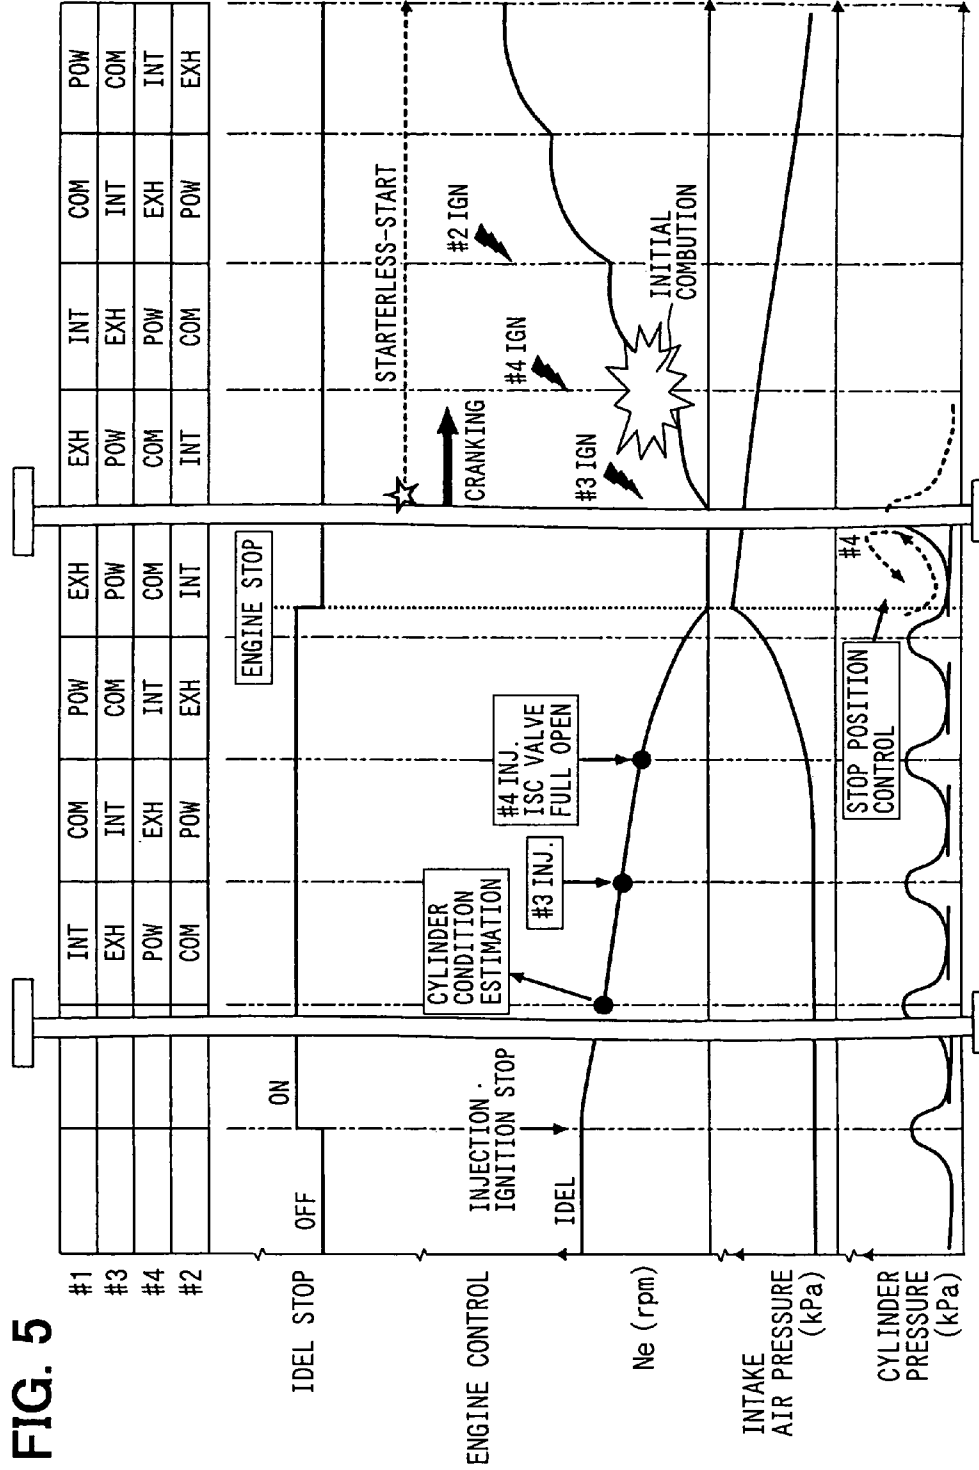 FIG. 5
#1 INT COM POW EXH EXH INT COM POW
#3 EXH INT COM POW POW EXH INT COM
#4 POW EXH INT COM COM POW EXH INT
#2 COM POW EXH INT INT COM POW EXH
IDEL STOP
OFF
ON
ENGINE STOP
ENGINE CONTROL
INJECTION ·
IGNITION STOP
CYLINDER
CONDITION
ESTIMATION
#3 INJ.
#4 INJ.
ISC VALVE
FULL OPEN
STARTERLESS-START
CRANKING
Ne (rpm)
IDEL
#3 IGN
#4 IGN
#2 IGN
INITIAL
COMBUTION
INTAKE
AIR PRESSURE
(kPa)
CYLINDER
PRESSURE
(kPa)
STOP POSITION
CONTROL
#4